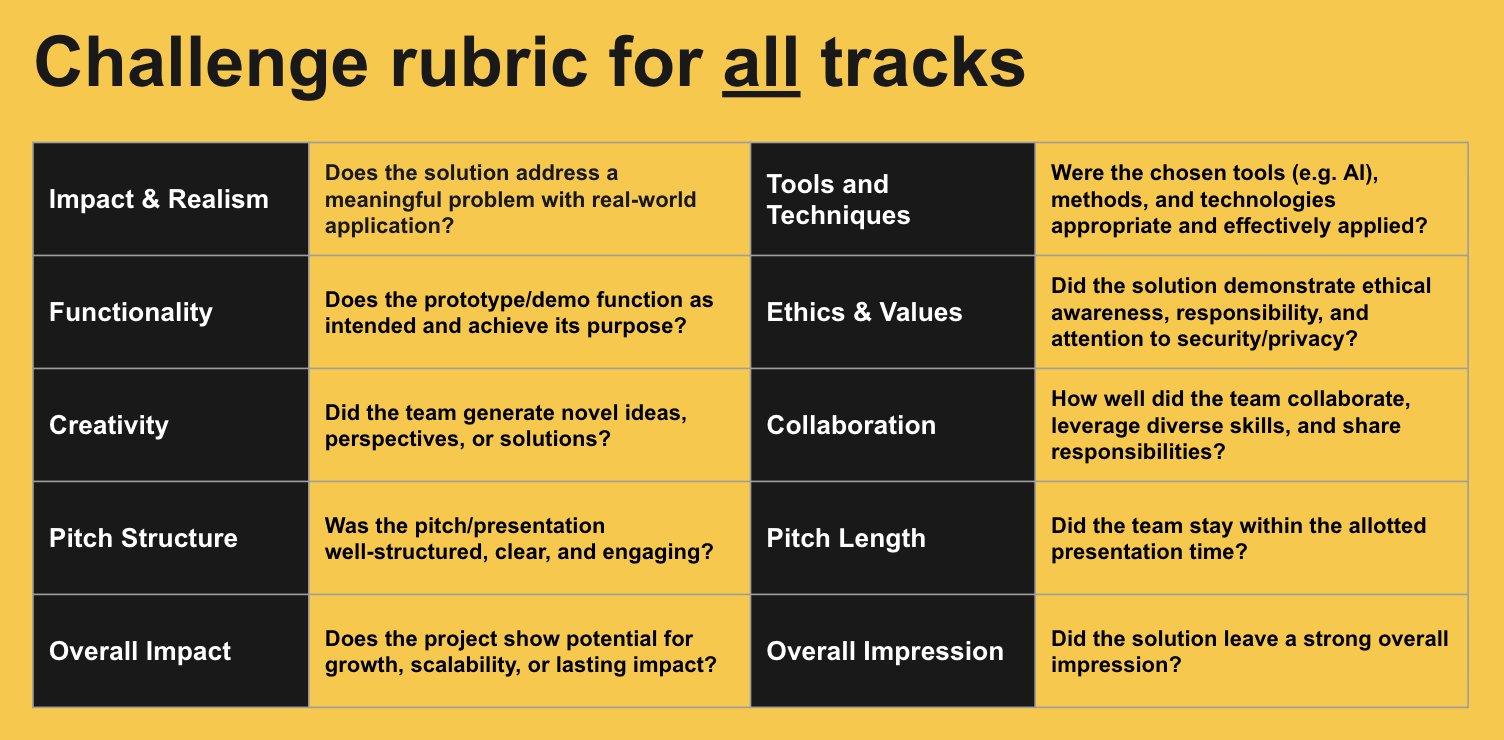 Challenge rubric for all tracks
Impact & Realism
Does the solution address a
meaningful problem with real-world
application?
Tools and
Techniques
Were the chosen tools (e.g. AI),
methods, and technologies
appropriate and effectively applied?
Functionality
Does the prototype/demo function as
intended and achieve its purpose?
Ethics & Values
Did the solution demonstrate ethical
awareness, responsibility, and
attention to security/privacy?
Creativity
Did the team generate novel ideas,
perspectives, or solutions?
Collaboration
How well did the team collaborate,
leverage diverse skills, and share
responsibilities?
Pitch Structure
Was the pitch/presentation
well-structured, clear, and engaging?
Pitch Length
Did the team stay within the allotted
presentation time?
Overall Impact
Does the project show potential for
growth, scalability, or lasting impact?
Overall Impression
Did the solution leave a strong overall
impression?